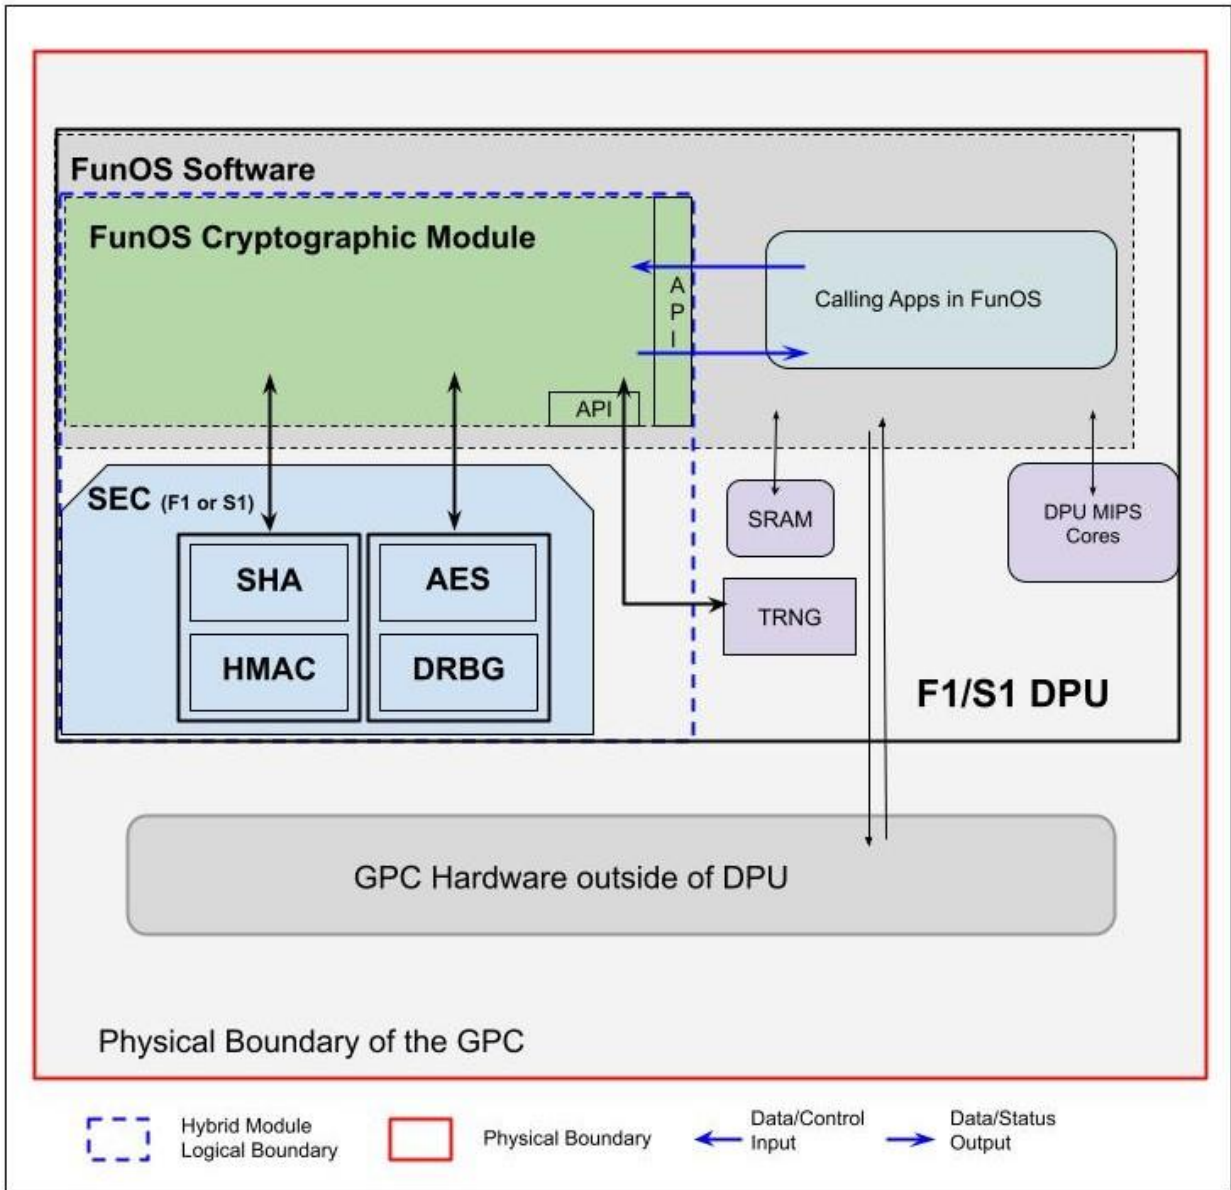 FunOS Software
FunOS Cryptographic Module
A
P
I
Calling Apps in FunOS
API
SEC (F1 or S1)
SHA
AES
HMAC
DRBG
SRAM
DPU MIPS
Cores
TRNG
F1/S1 DPU
GPC Hardware outside of DPU
Physical Boundary of the GPC
Hybrid Module
Logical Boundary
Physical Boundary
Data/Control
Input
Data/Status
Output